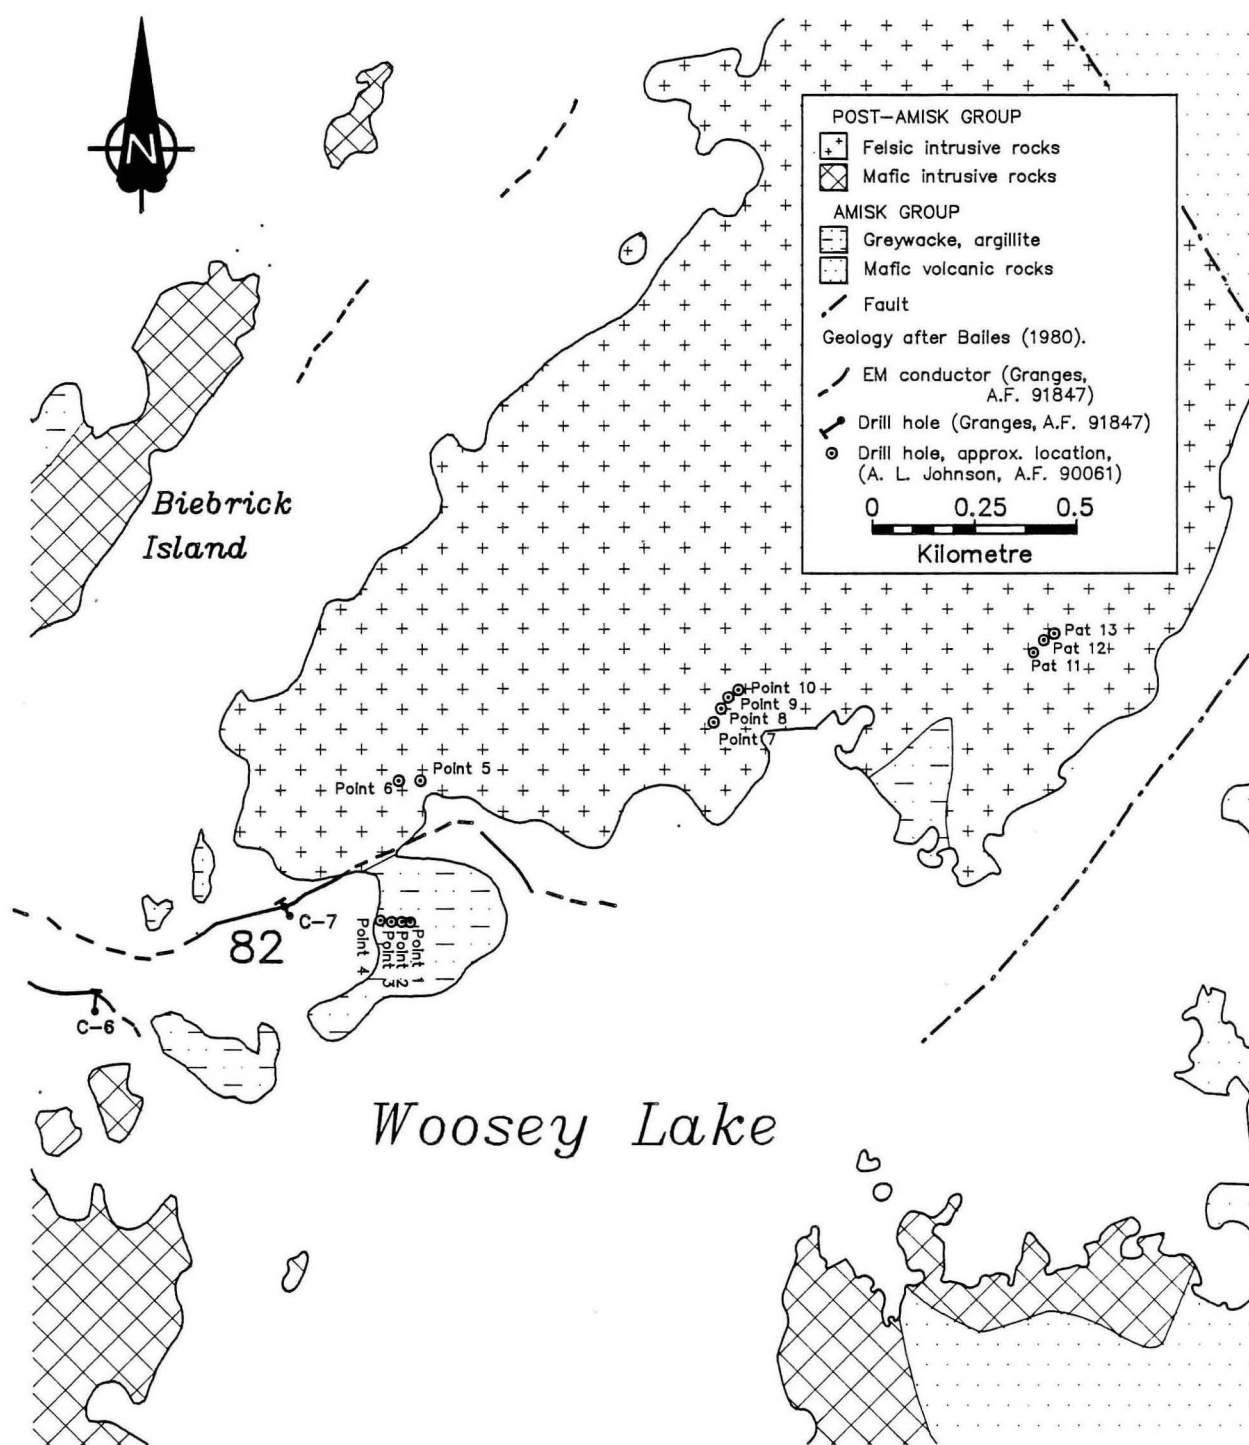 N
POST-AMISK GROUP
Felsic intrusive rocks
Mafic intrusive rocks
AMISK GROUP
Greywacke, argillite
Mafic volcanic rocks
Fault
Geology after Bailes (1980).
EM conductor (Granges,
A.F. 91847)
Drill hole (Granges, A.F. 91847)
Drill hole, approx. location,
(A. L. Johnson, A.F. 90061)
0 0.25 0.5
Kilometre
Biebrick
Island
Pat 13
Pat 12
Pat 11
Point 10
Point 9
Point 8
Point 7
Point 5
Point 6
C-7
82
Point 4
Point 3
Point 2
Point 1
C-6
Woosey Lake